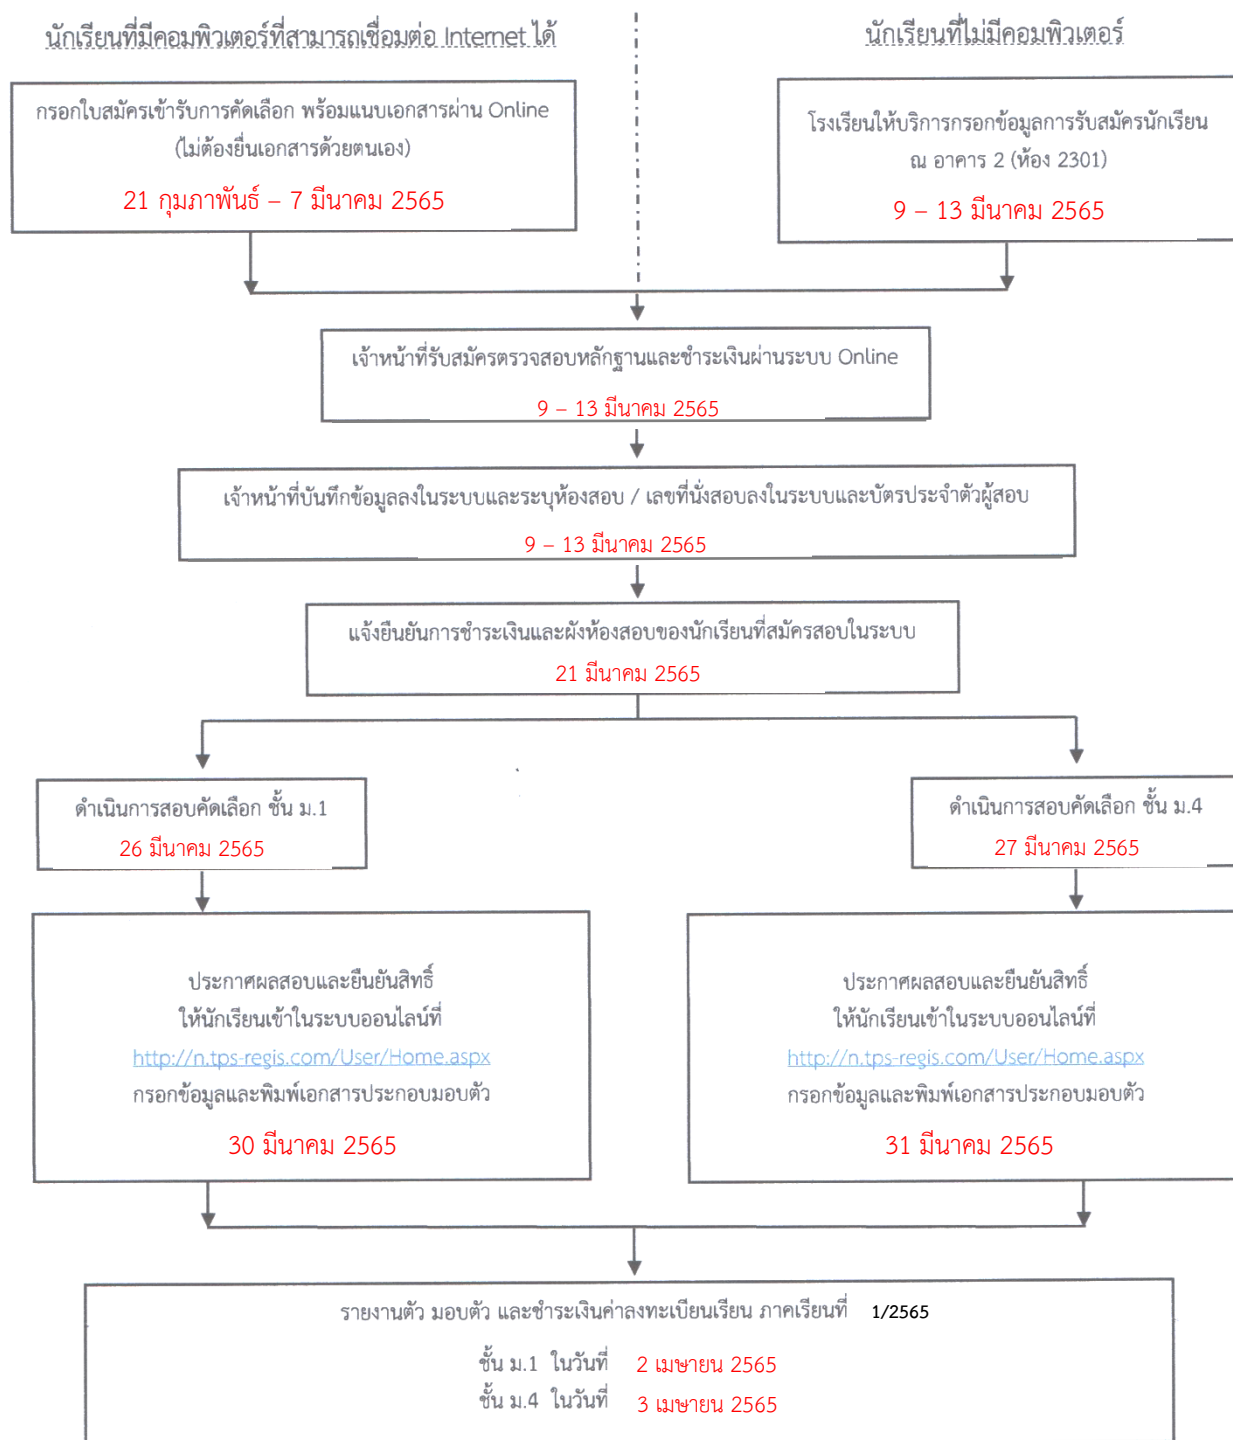 นักเรียนที่มีคอมพิวเตอร์ที่สามารถเชื่อมต่อ Internet ได้
นักเรียนที่ไม่มีคอมพิวเตอร์
กรอกใบสมัครเข้ารับการคัดเลือก พร้อมแนบเอกสารผ่าน Online
(ไม่ต้องยื่นเอกสารด้วยตนเอง)
21 กุมภาพันธ์ – 7 มีนาคม 2565
โรงเรียนให้บริการกรอกข้อมูลการรับสมัครนักเรียน
ณ อาคาร 2 (ห้อง 2301)
9 – 13 มีนาคม 2565
เจ้าหน้าที่รับสมัครตรวจสอบหลักฐานและชำระเงินผ่านระบบ Online
9 – 13 มีนาคม 2565
เจ้าหน้าที่บันทึกข้อมูลลงในระบบและระบุห้องสอบ / เลขที่นั่งสอบลงในระบบและบัตรประจำตัวผู้สอบ
9 – 13 มีนาคม 2565
แจ้งยืนยันการชำระเงินและผังห้องสอบของนักเรียนที่สมัครสอบในระบบ
21 มีนาคม 2565
ดำเนินการสอบคัดเลือก ชั้น ม.1
26 มีนาคม 2565
ดำเนินการสอบคัดเลือก ชั้น ม.4
27 มีนาคม 2565
ประกาศผลสอบและยืนยันสิทธิ์
ให้นักเรียนเข้าในระบบออนไลน์ที่
http://n.tps-regis.com/User/Home.aspx
กรอกข้อมูลและพิมพ์เอกสารประกอบมอบตัว
30 มีนาคม 2565
ประกาศผลสอบและยืนยันสิทธิ์
ให้นักเรียนเข้าในระบบออนไลน์ที่
http://n.tps-regis.com/User/Home.aspx
กรอกข้อมูลและพิมพ์เอกสารประกอบมอบตัว
31 มีนาคม 2565
รายงานตัว มอบตัว และชำระเงินค่าลงทะเบียนเรียน ภาคเรียนที่ 1/2565
ชั้น ม.1 ในวันที่ 2 เมษายน 2565
ชั้น ม.4 ในวันที่ 3 เมษายน 2565